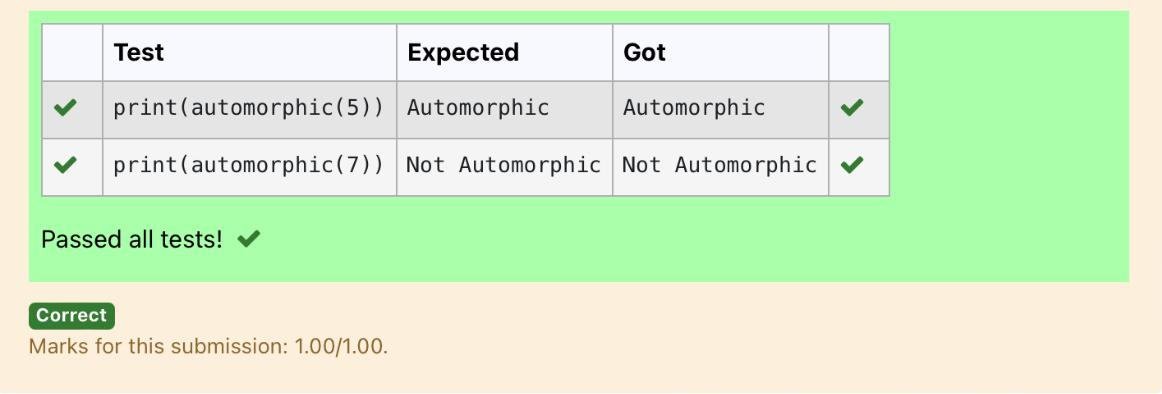 Test Expected Got
print(automorphic(5)) Automorphic Automorphic
print(automorphic(7)) Not Automorphic Not Automorphic
Passed all tests!
Correct
Marks for this submission: 1.00/1.00.